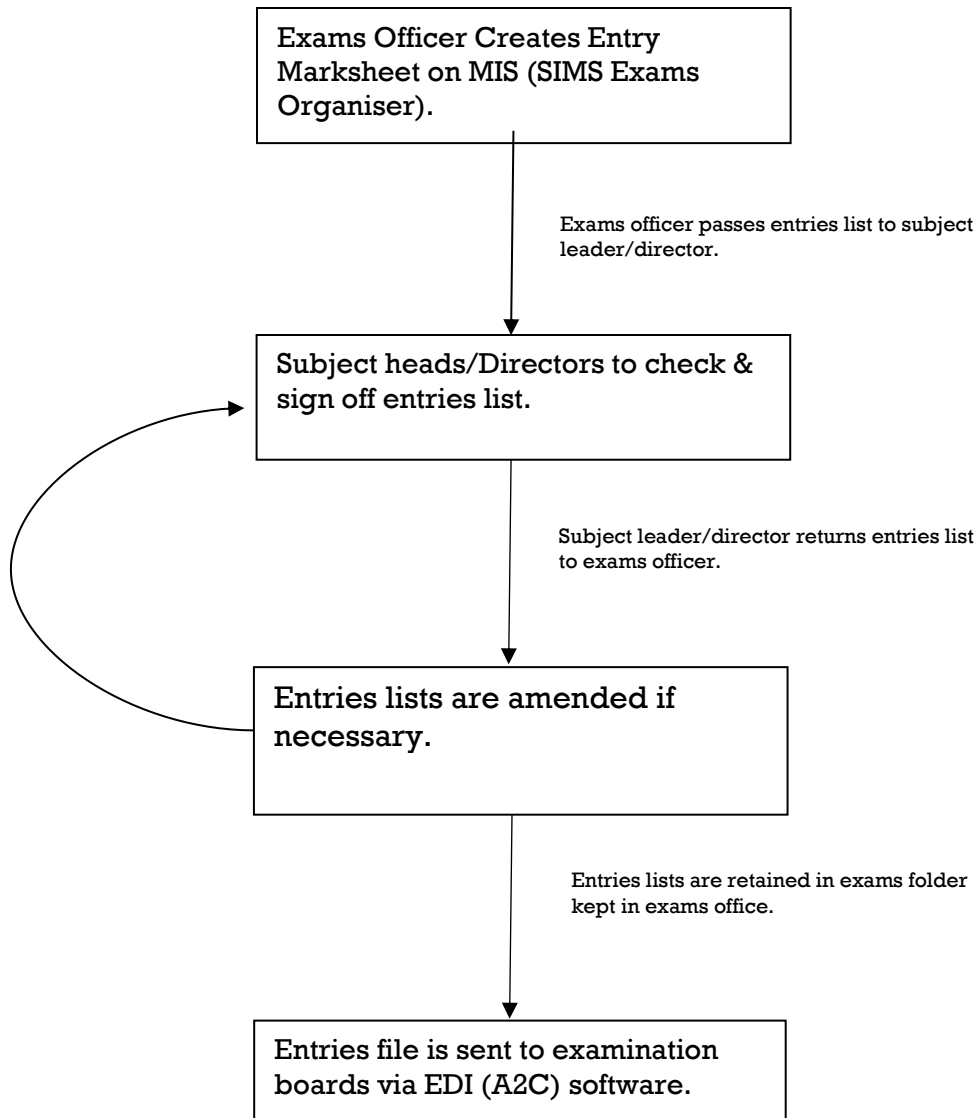 Exams Officer Creates Entry
Marksheet on MIS (SIMS Exams
Organiser).
Exams officer passes entries list to subject
leader/director.
Subject heads/Directors to check &
sign off entries list.
Subject leader/director returns entries list
to exams officer.
Entries lists are amended if
necessary.
Entries lists are retained in exams folder
kept in exams office.
Entries file is sent to examination
boards via EDI (A2C) software.